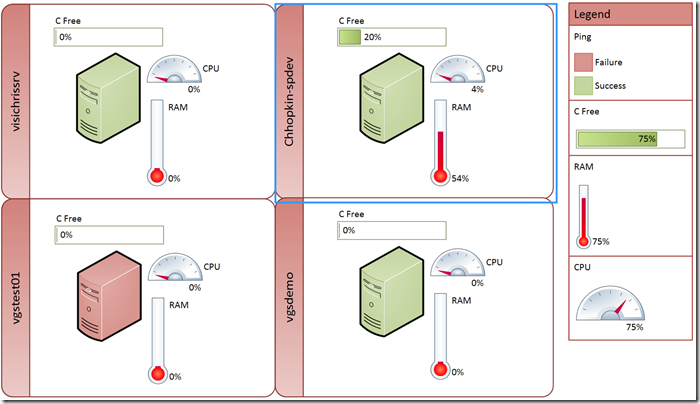 visichrissrv
C Free
0%
CPU
0%
RAM
0%
Chhopkin-spdev
C Free
20%
CPU
4%
RAM
54%
vgstest01
C Free
0%
CPU
0%
RAM
0%
vgsdemo
C Free
0%
CPU
0%
RAM
0%
Legend
Ping
Failure
Success
C Free
75%
RAM
75%
CPU
75%